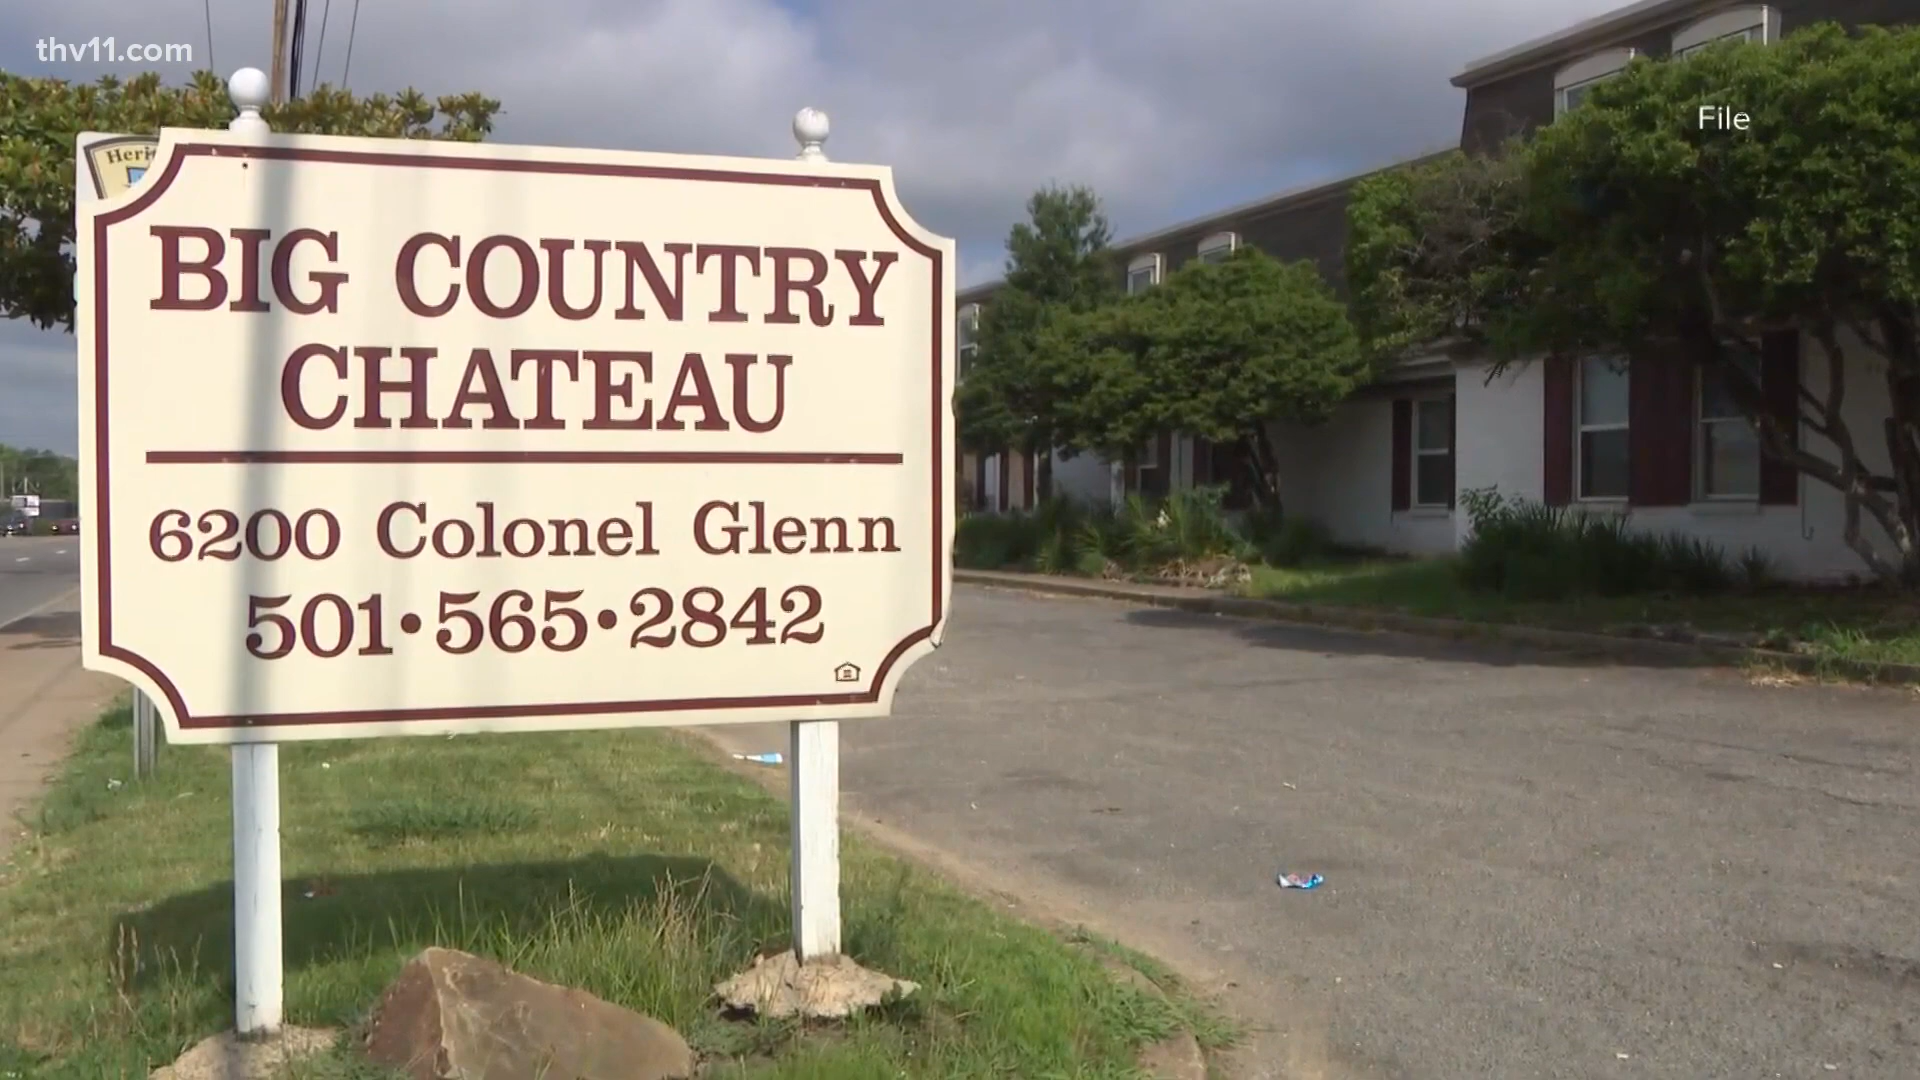 thv11.com
File
BIG COUNTRY
CHATEAU
6200 Colonel Glenn
501•565•2842